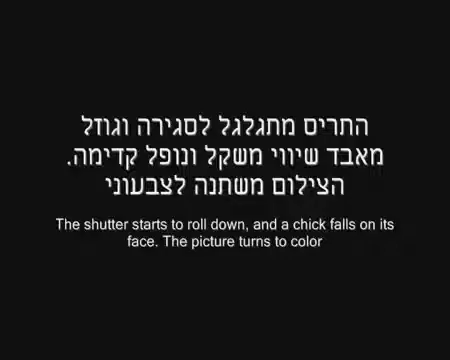 התריס מתגלגל לסגירה וגוזל
מאבד שיווי משקל ונופל קדימה.
הצילום משתנה לצבעוני
The shutter starts to roll down, and a chick falls on its
face. The picture turns to color